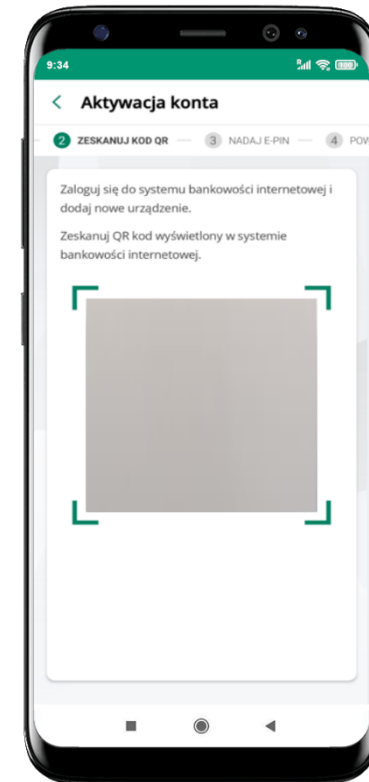 9:34
Aktywacja konta
2 ZESKANUJ KOD QR 3 NADAJ E-PIN 4 POW
Zaloguj się do systemu bankowości internetowej i
dodaj nowe urządzenie.
Zeskanuj QR kod wyświetlony w systemie
bankowości internetowej.